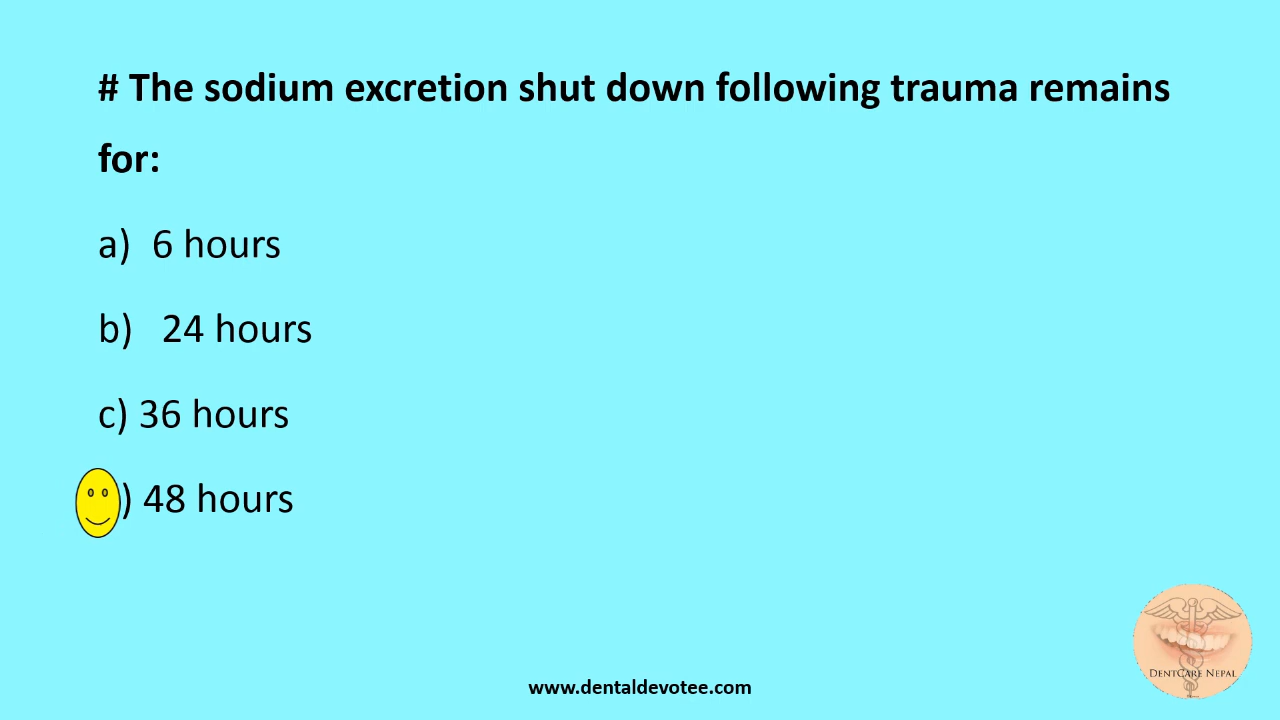 # The sodium excretion shut down following trauma remains
for:
a) 6 hours
b) 24 hours
c) 36 hours
) 48 hours
DENTCARE NEPAL
www.dentaldevotee.com